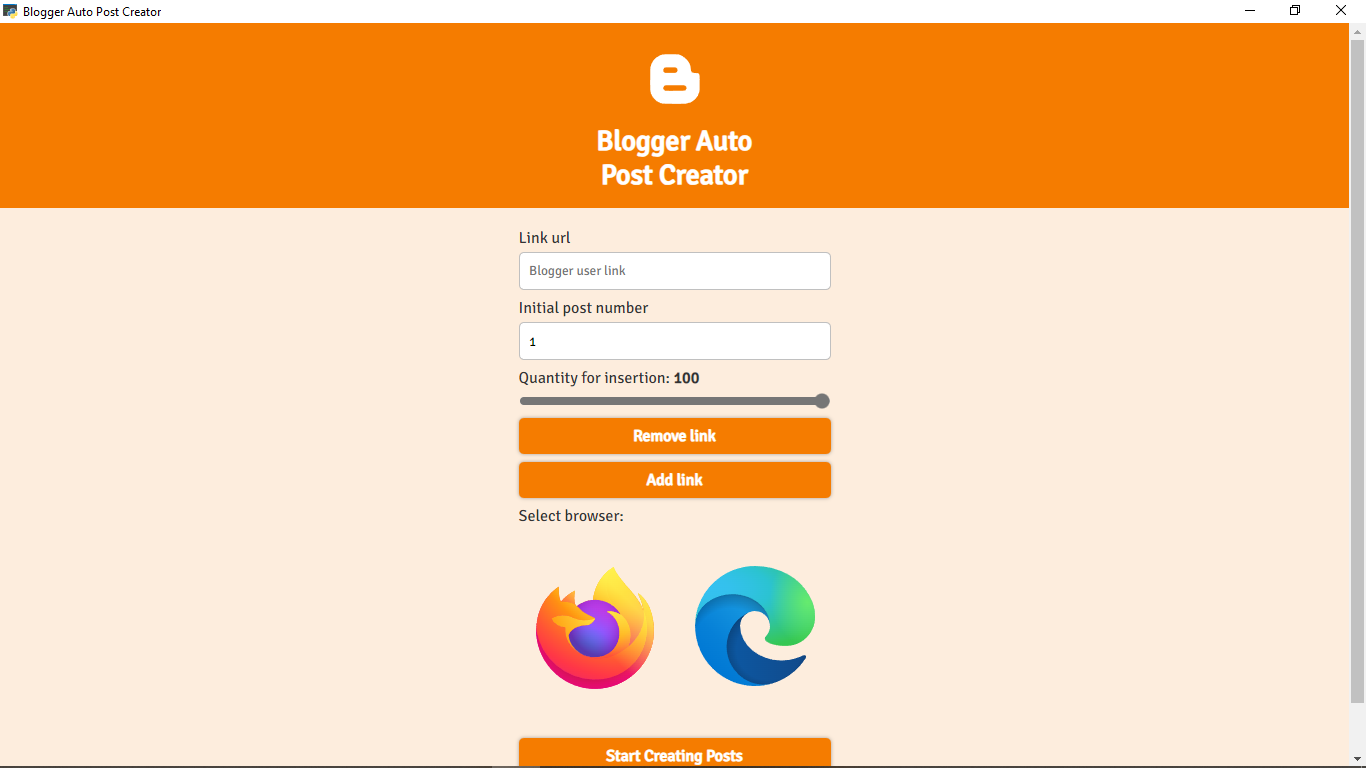 Blogger Auto Post Creator
Blogger Auto
Post Creator
Link url
Blogger user link
Initial post number
1
Quantity for insertion: 100
Remove link
Add link
Select browser:
Start Creating Posts